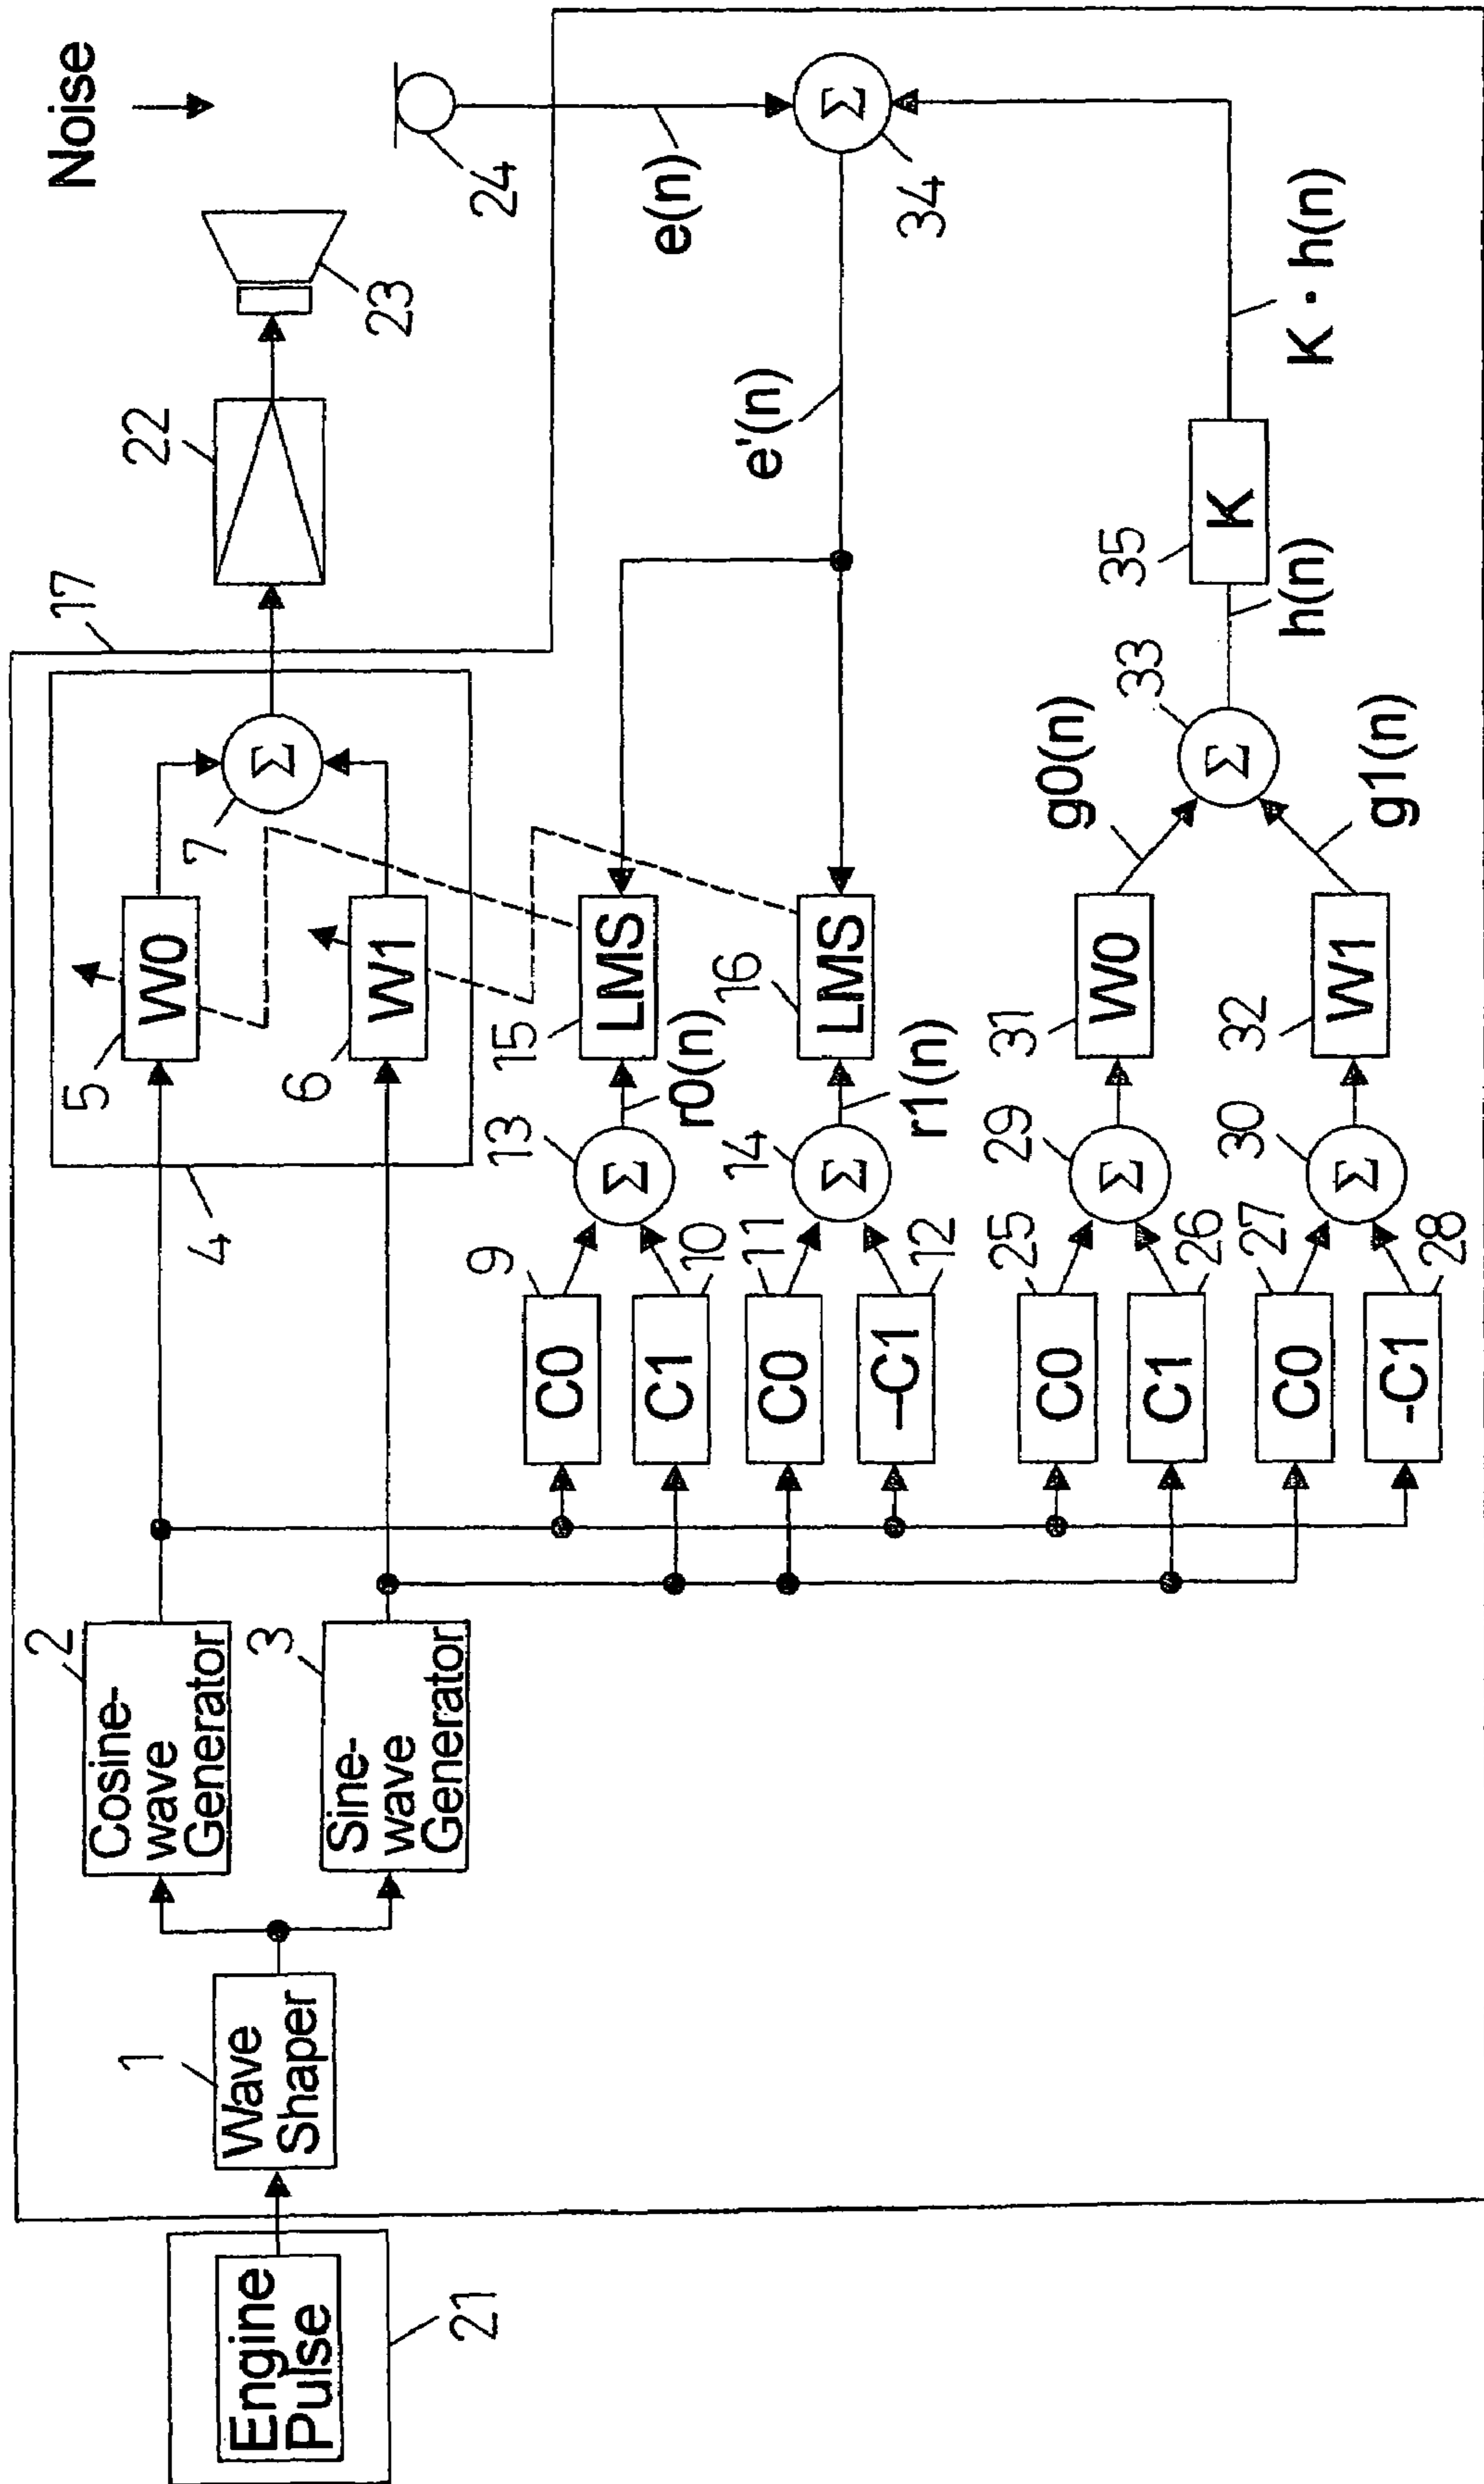 Engine
Pulse
21
1
Wave
Shaper
2
Cosine-
wave
Generator
3
Sine-
wave
Generator
4
5
W0
6
W1
7
Σ
17
22
23
Noise
24
e(n)
9
C0
10
C1
11
C0
12
-C1
13
Σ
14
Σ
r0(n)
r1(n)
15
LMS
16
LMS
e'(n)
34
Σ
25
C0
26
C1
27
C0
28
-C1
29
Σ
30
Σ
31
W0
32
W1
g0(n)
g1(n)
33
Σ
h(n)
35
K
K · h(n)